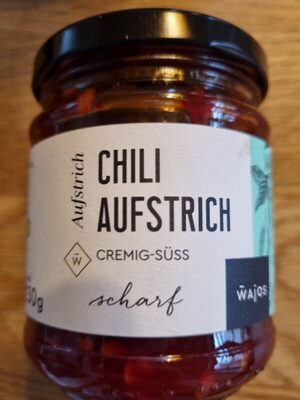 Aufstrich
CHILI
AUFSTRICH
CREMIG-SÜSS
W
scharf
WAJOS